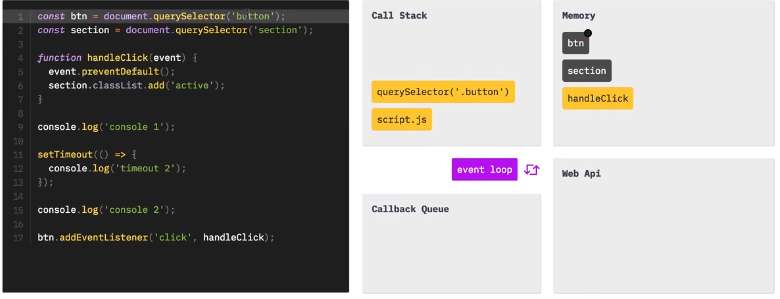 1 const btn = document.querySelector('button');
2 const section = document.querySelector('section');
3
4 function handleClick(event) {
5 event.preventDefault();
6 section.classList.add('active');
7 }
8
9 console.log('console 1');
10
11 setTimeout(() => {
12 console.log('timeout 2');
13 });
14
15 console.log('console 2');
16
17 btn.addEventListener('click', handleClick);
Call Stack
querySelector('.button')
script.js
Memory
btn
section
handleClick
event loop
Callback Queue
Web Api